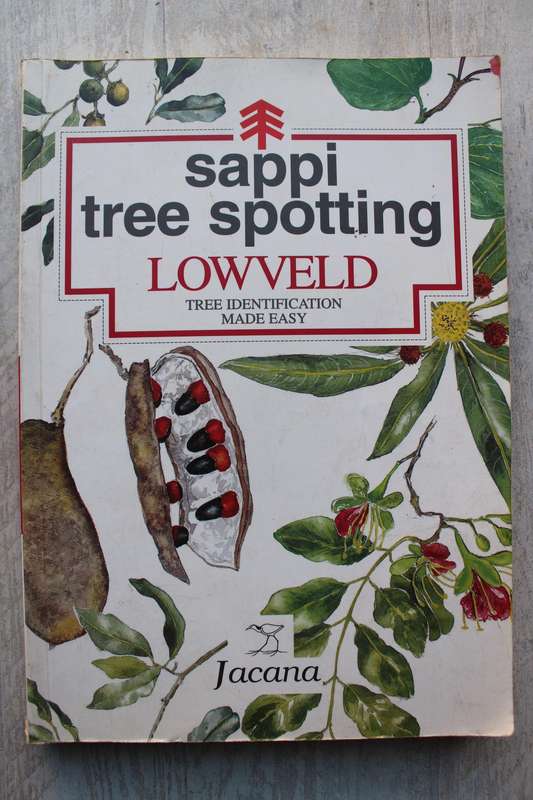 sappi
tree spotting
LOWVELD
TREE IDENTIFICATION
MADE EASY
Jacana